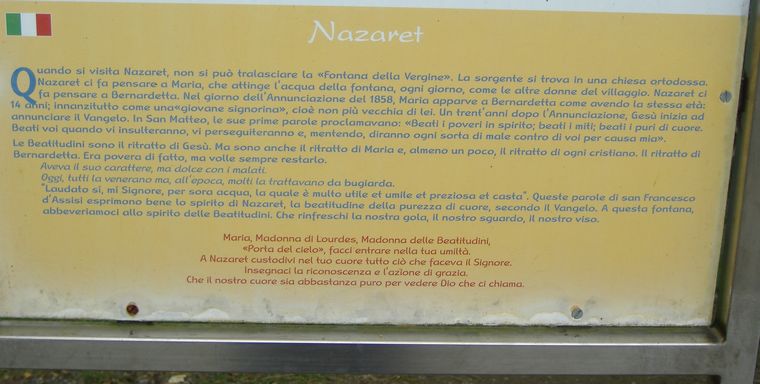 Nazaret
Quando si visita Nazaret, non si può tralasciare la «Fontana della Vergine». La sorgente si trova in una chiesa ortodossa.
Nazaret ci fa pensare a Maria, che attinge l'acqua della fontana, ogni giorno, come le altre donne del villaggio. Nazaret ci
fa pensare a Bernardetta. Nel giorno dell'Annunciazione del 1858, Maria apparve a Bernardetta come avendo la stessa età:
14 anni; innanzitutto come una«giovane signorina», cioè non più vecchia di lei. Un trent'anni dopo l'Annunciazione, Gesù inizia ad
annunciare il Vangelo. In San Matteo, le sue prime parole proclamavano: «Beati i poveri in spirito; beati i miti; beati i puri di cuore.
Beati voi quando vi insulteranno, vi perseguiteranno e, mentendo, diranno ogni sorta di male contro di voi per causa mia».
Le Beatitudini sono il ritratto di Gesù. Ma sono anche il ritratto di Maria e, almeno un poco, il ritratto di ogni cristiano. Il ritratto di
Bernardetta. Era povera di fatto, ma volle sempre restarlo.
Aveva il suo carattere, ma dolce con i malati.
Oggi, tutti la venerano ma, all'epoca, molti la trattavano da bugiarda.
"Laudato si, mi Signore, per sora acqua, la quale è multo utile et umile et preziosa et casta". Queste parole di san Francesco
d'Assisi esprimono bene lo spirito di Nazaret, la beatitudine della purezza di cuore, secondo il Vangelo. A questa fontana,
abbeveriamoci allo spirito delle Beatitudini. Che rinfreschi la nostra gola, il nostro sguardo, il nostro viso.
Maria, Madonna di Lourdes, Madonna delle Beatitudini,
«Porta del cielo», facci entrare nella tua umiltà.
A Nazaret custodivi nel tuo cuore tutto ciò che faceva il Signore.
Insegnaci la riconoscenza e l'azione di grazia.
Che il nostro cuore sia abbastanza puro per vedere Dio che ci chiama.